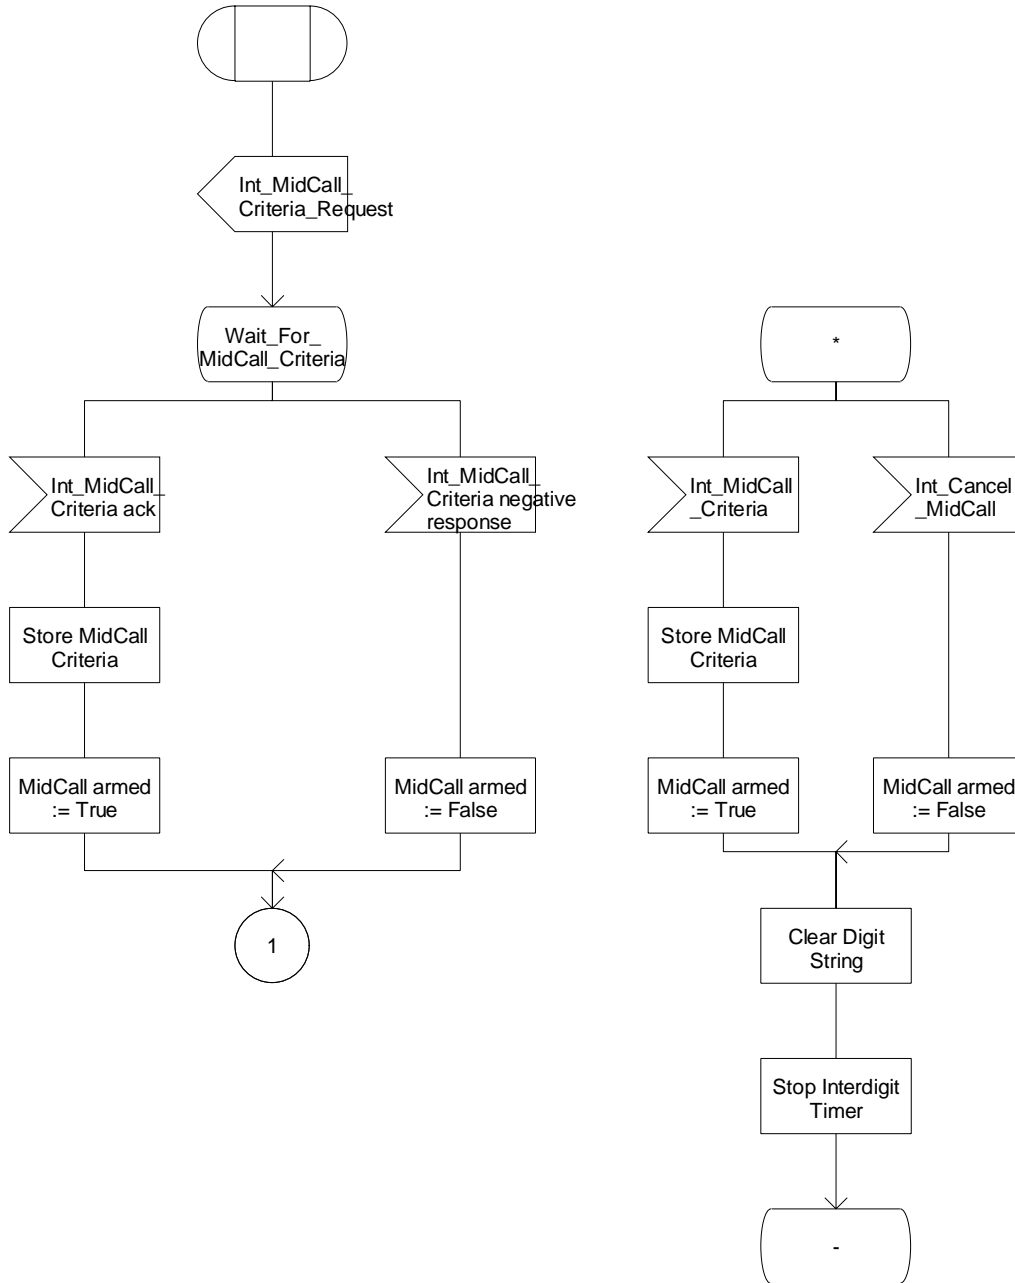 Int_MidCall_
Criteria_Request
Wait_For_
MidCall_Criteria
*
Int_MidCall_
Criteria ack
Int_MidCall_
Criteria negative
response
Int_MidCall
_Criteria
Int_Cancel
_MidCall
Store MidCall
Criteria
Store MidCall
Criteria
MidCall armed
:= True
MidCall armed
:= False
MidCall armed
:= True
MidCall armed
:= False
1
Clear Digit
String
Stop Interdigit
Timer
-